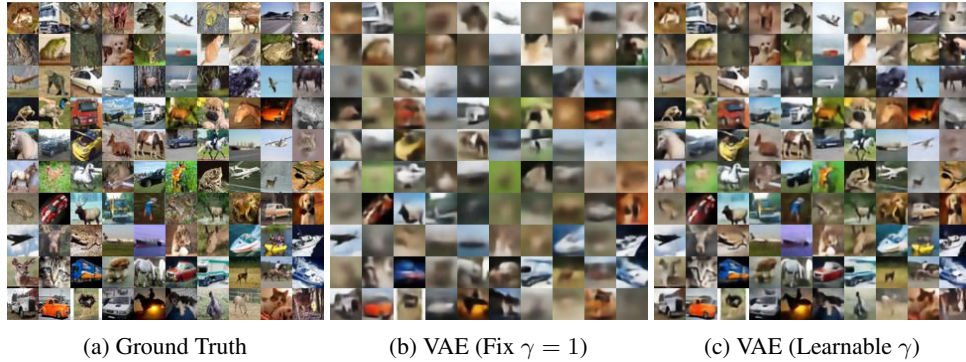 (a) Ground Truth
(b) VAE (Fix γ = 1)
(c) VAE (Learnable γ)